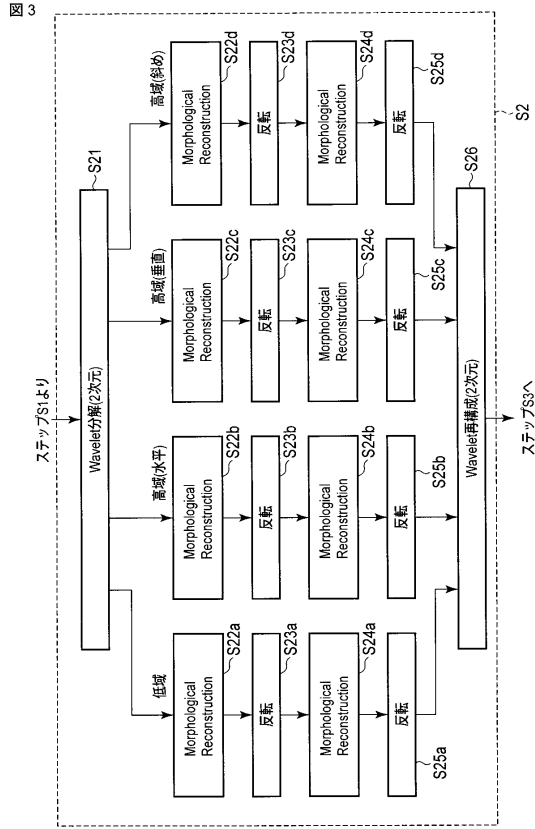 図3
ステップS1より
Wavelet分解(2次元)
S21
低域
高域(水平)
高域(垂直)
高域(斜め)
Morphological
Reconstruction
S22a
Morphological
Reconstruction
S22b
Morphological
Reconstruction
S22c
Morphological
Reconstruction
S22d
反転
S23a
反転
S23b
反転
S23c
反転
S23d
Morphological
Reconstruction
S24a
Morphological
Reconstruction
S24b
Morphological
Reconstruction
S24c
Morphological
Reconstruction
S24d
反転
S25a
反転
S25b
反転
S25c
反転
S25d
Wavelet再構成(2次元)
S26
S2
ステップS3へ